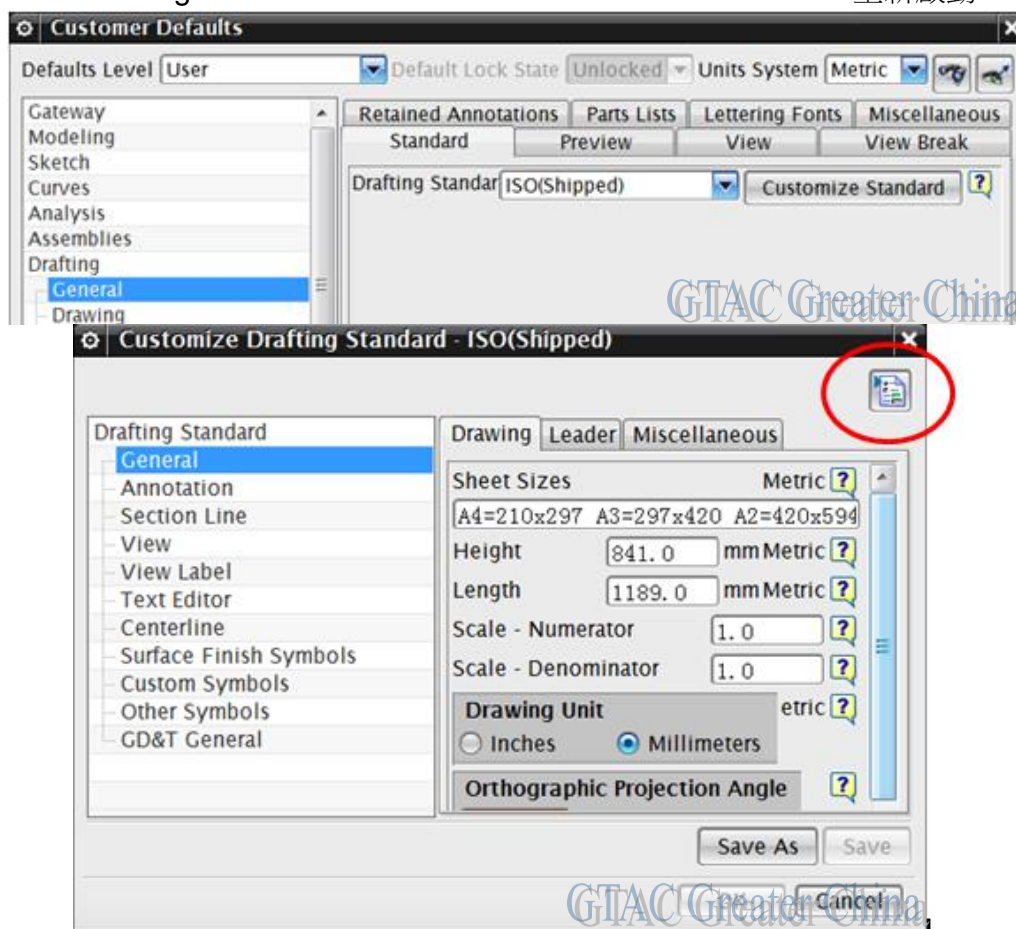 Customer Defaults
Defaults Level User Default Lock State Unlocked Units System Metric
Gateway
Modeling
Sketch
Curves
Analysis
Assemblies
Drafting
General
Drawing
Retained Annotations Parts Lists Lettering Fonts Miscellaneous
Standard Preview View View Break
Drafting Standar ISO(Shipped) Customize Standard ?
GTAC Greater China
Customize Drafting Standard - ISO(Shipped)
Drafting Standard
General
Annotation
Section Line
View
View Label
Text Editor
Centerline
Surface Finish Symbols
Custom Symbols
Other Symbols
GD&T General
Drawing Leader Miscellaneous
Sheet Sizes Metric ?
A4=210x297 A3=297x420 A2=420x594
Height 841.0 mm Metric ?
Length 1189.0 mm Metric ?
Scale - Numerator 1.0 ?
Scale - Denominator 1.0 ?
Drawing Unit etric ?
Inches Millimeters
Orthographic Projection Angle ?
Save As Save
Cancel
GTAC Greater China